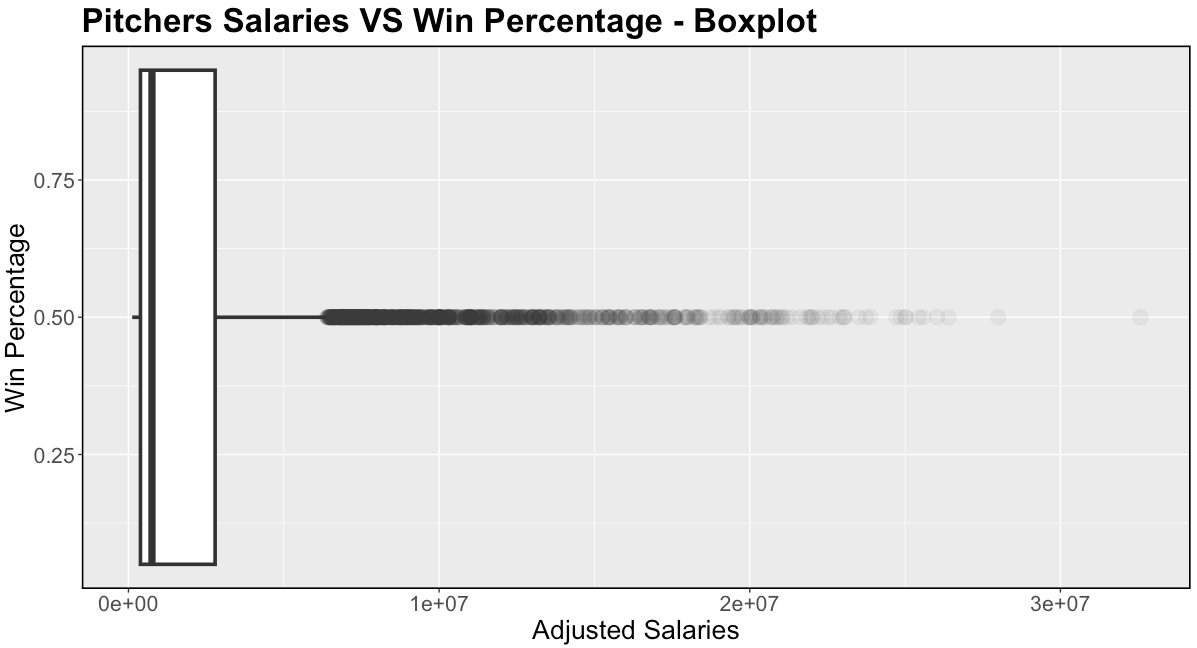 Pitchers Salaries VS Win Percentage - Boxplot
Win Percentage
0.75
0.50
0.25
0e+00 1e+07 2e+07 3e+07
Adjusted Salaries